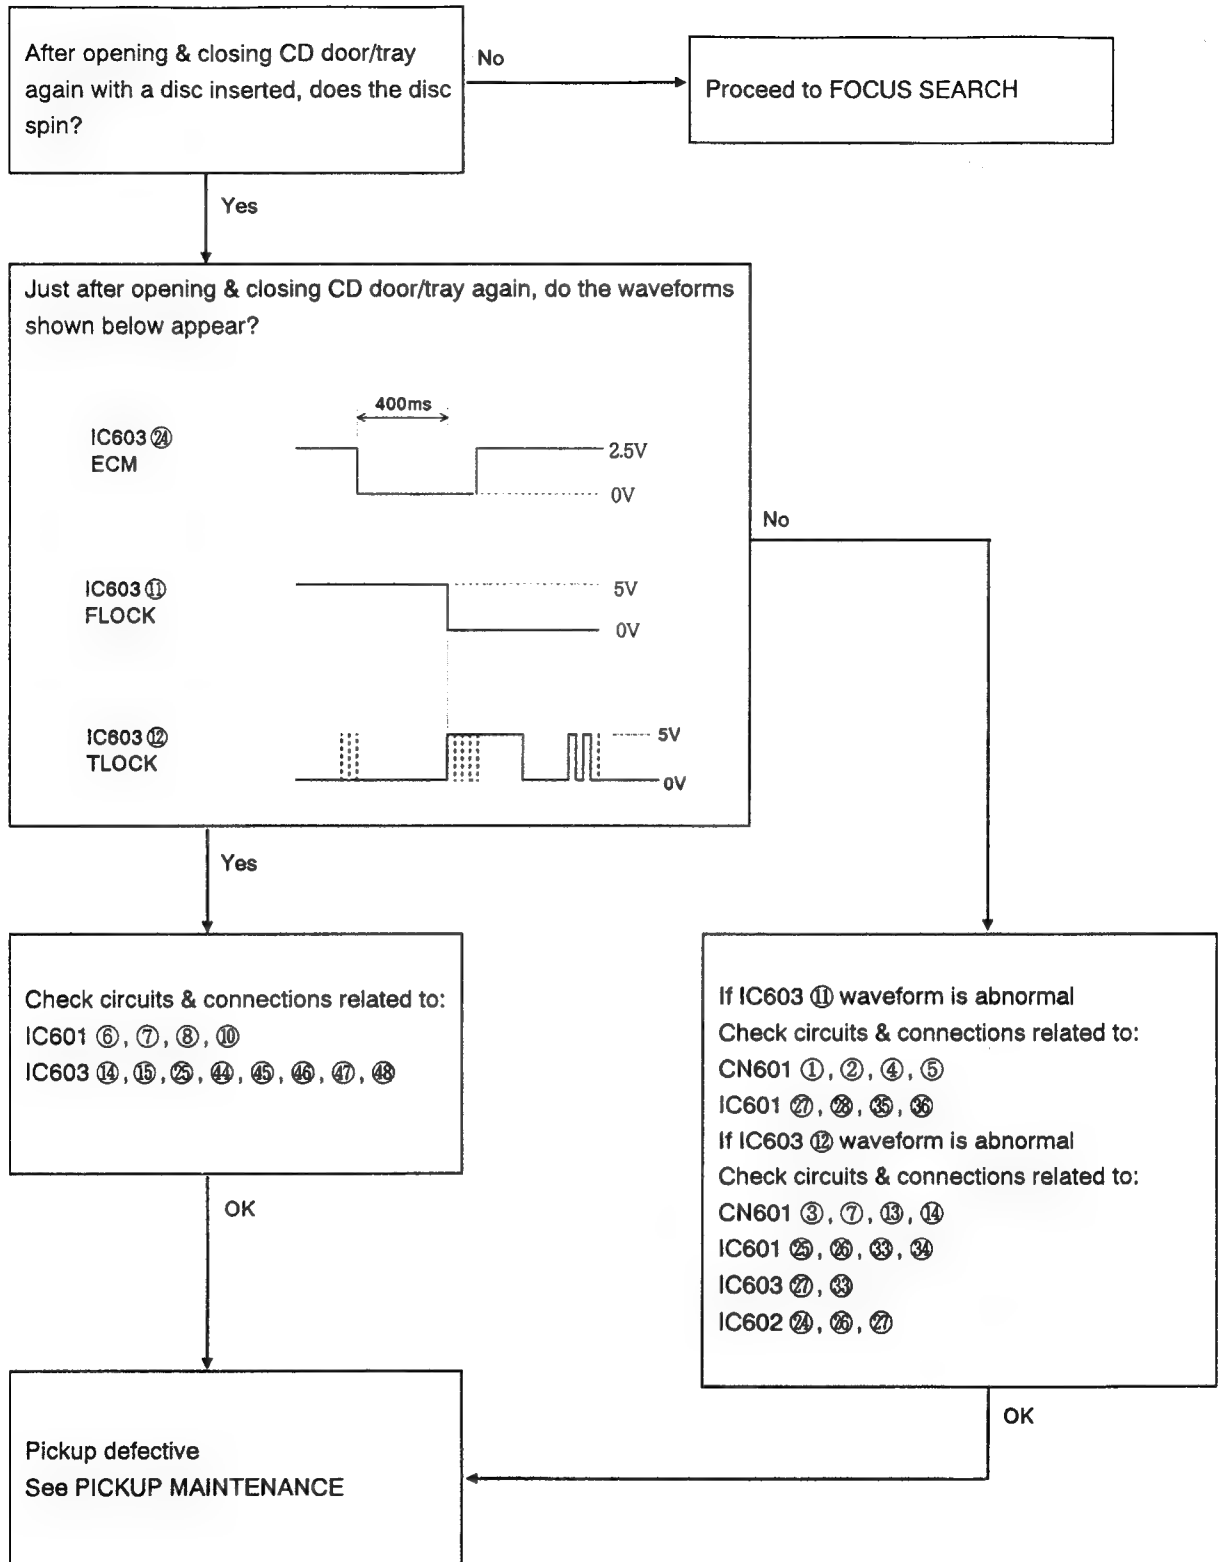 After opening & closing CD door/tray
again with a disc inserted, does the disc
spin?
No
Proceed to FOCUS SEARCH
Yes
Just after opening & closing CD door/tray again, do the waveforms
shown below appear?
400ms
IC603 ㉔
ECM
2.5V
0V
IC603 ⑪
FLOCK
5V
0V
IC603 ⑫
TLOCK
5V
0V
No
Yes
Check circuits & connections related to:
IC601 ⑥, ⑦, ⑧, ⑩
IC603 ⑭, ⑮, ㉕, ㊹, ㊺, ㊻, ㊼, ㊽
OK
If IC603 ⑪ waveform is abnormal
Check circuits & connections related to:
CN601 ①, ②, ④, ⑤
IC601 ㉗, ㉘, ㉟, ㊱
If IC603 ⑫ waveform is abnormal
Check circuits & connections related to:
CN601 ③, ⑦, ⑬, ⑭
IC601 ㉕, ㉖, ㉝, ㉞
IC603 ㉗, ㉝
IC602 ㉔, ㉖, ㉗
OK
Pickup defective
See PICKUP MAINTENANCE